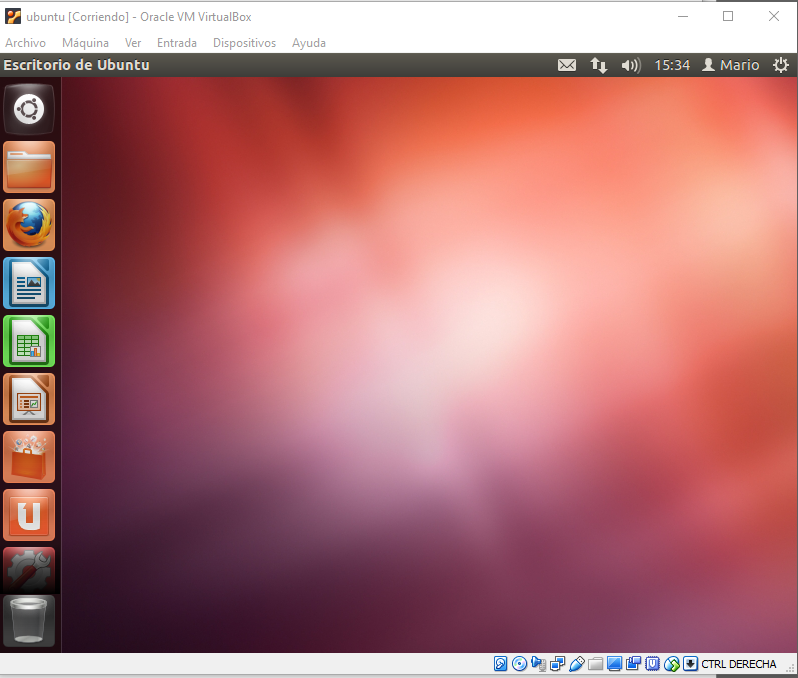 ubuntu [Corriendo] - Oracle VM VirtualBox
Archivo Máquina Ver Entrada Dispositivos Ayuda
Escritorio de Ubuntu 15:34 Mario
CTRL DERECHA